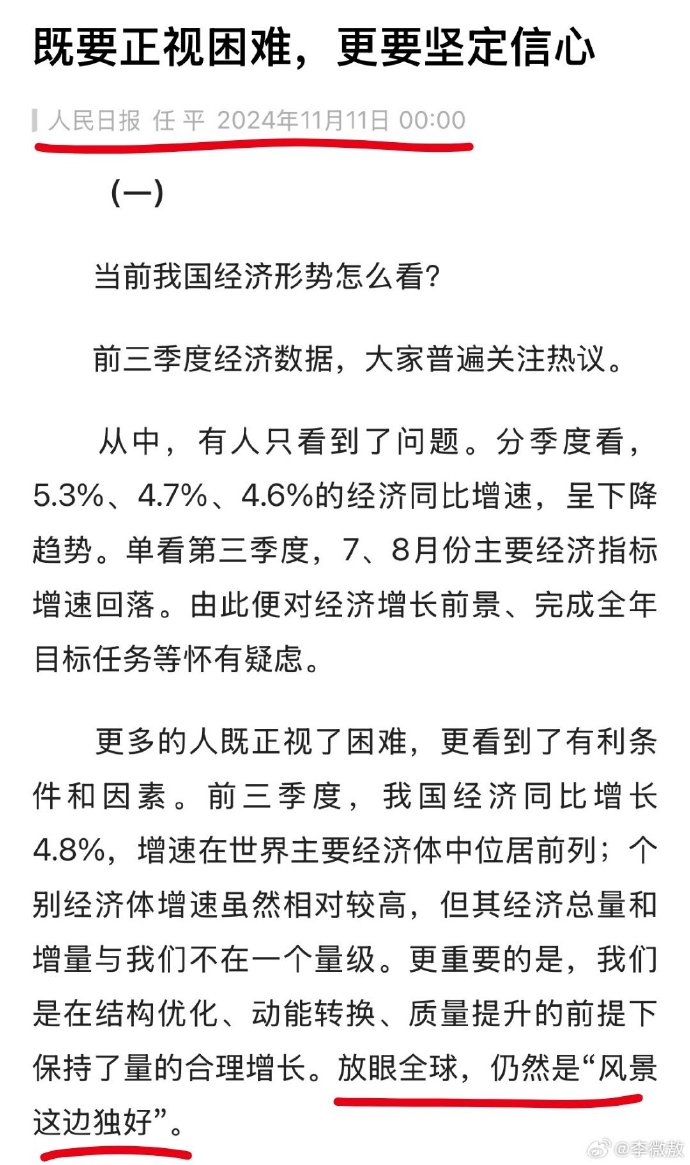 既要正视困难，更要坚定信心
人民日报 任 平 2024年11月11日 00:00
(一)
当前我国经济形势怎么看？
前三季度经济数据，大家普遍关注热议。
从中，有人只看到了问题。分季度看，
5.3%、4.7%、4.6%的经济同比增速，呈下降
趋势。单看第三季度，7、8月份主要经济指标
增速回落。由此便对经济增长前景、完成全年
目标任务等怀有疑虑。
更多的人既正视了困难，更看到了有利条
件和因素。前三季度，我国经济同比增长
4.8%，增速在世界主要经济体中位居前列；个
别经济体增速虽然相对较高，但其经济总量和
增量与我们不在一个量级。更重要的是，我们
是在结构优化、动能转换、质量提升的前提下
保持了量的合理增长。放眼全球，仍然是“风景
这边独好”。
@李微敖